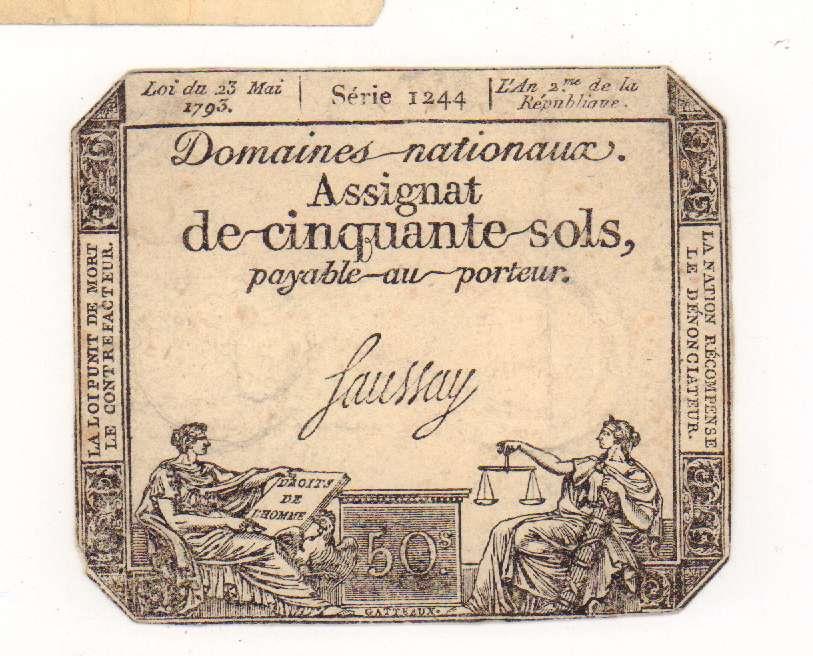 Loi du 23 Mai
1793.
Série 1244
L'An 2.me de la
République.
Domaines nationaux.
Assignat
de cinquante sols,
payable au porteur.
Saussay
LA LOI PUNIT DE MORT
LE CONTREFACTEUR.
LA NATION RÉCOMPENSE
LE DÉNONCIATEUR.
DROITS
DE
L'HOMME
50.s
GATTEAUX.